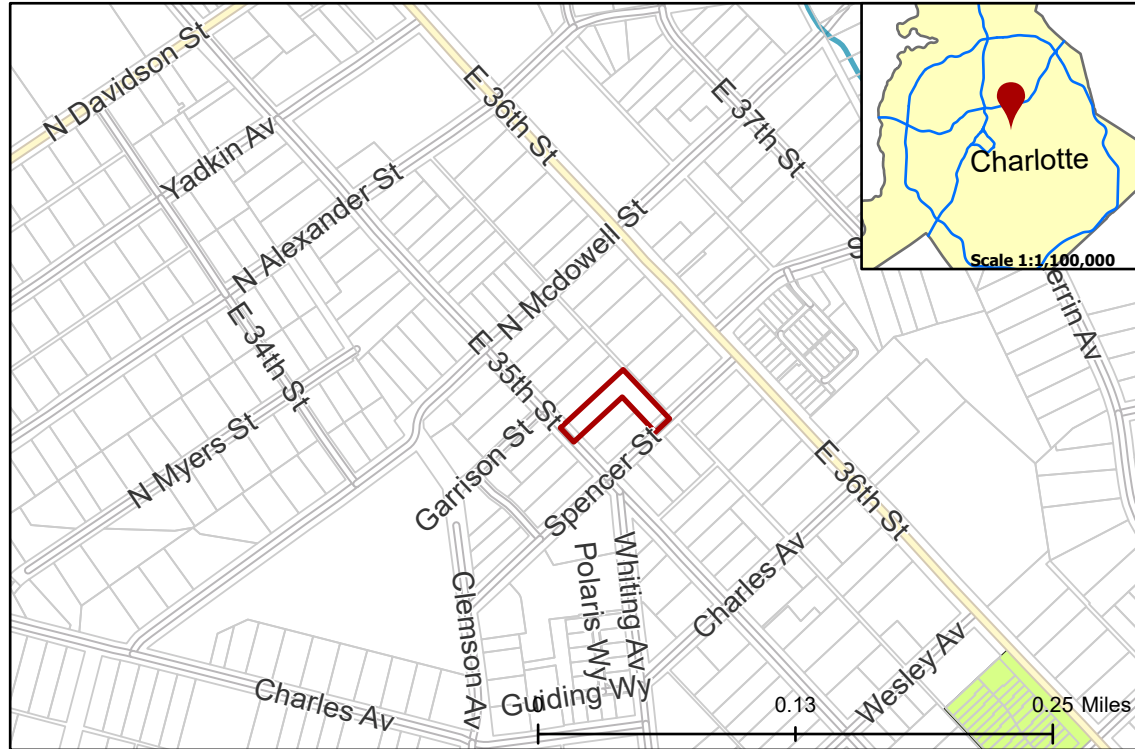 N Davidson St
E 36th St
E 37th St
Yadkin Av
N Alexander St
N Mcdowell St
E 34th St
E 35th St
N Myers St
Garrison St
Spencer St
E 36th St
Charles Av
Clemson Av
Polaris Wy
Whiting Av
Guiding Wy
Charles Av
Wesley Av
Charlotte
Scale 1:1,100,000
0
0.13
0.25 Miles